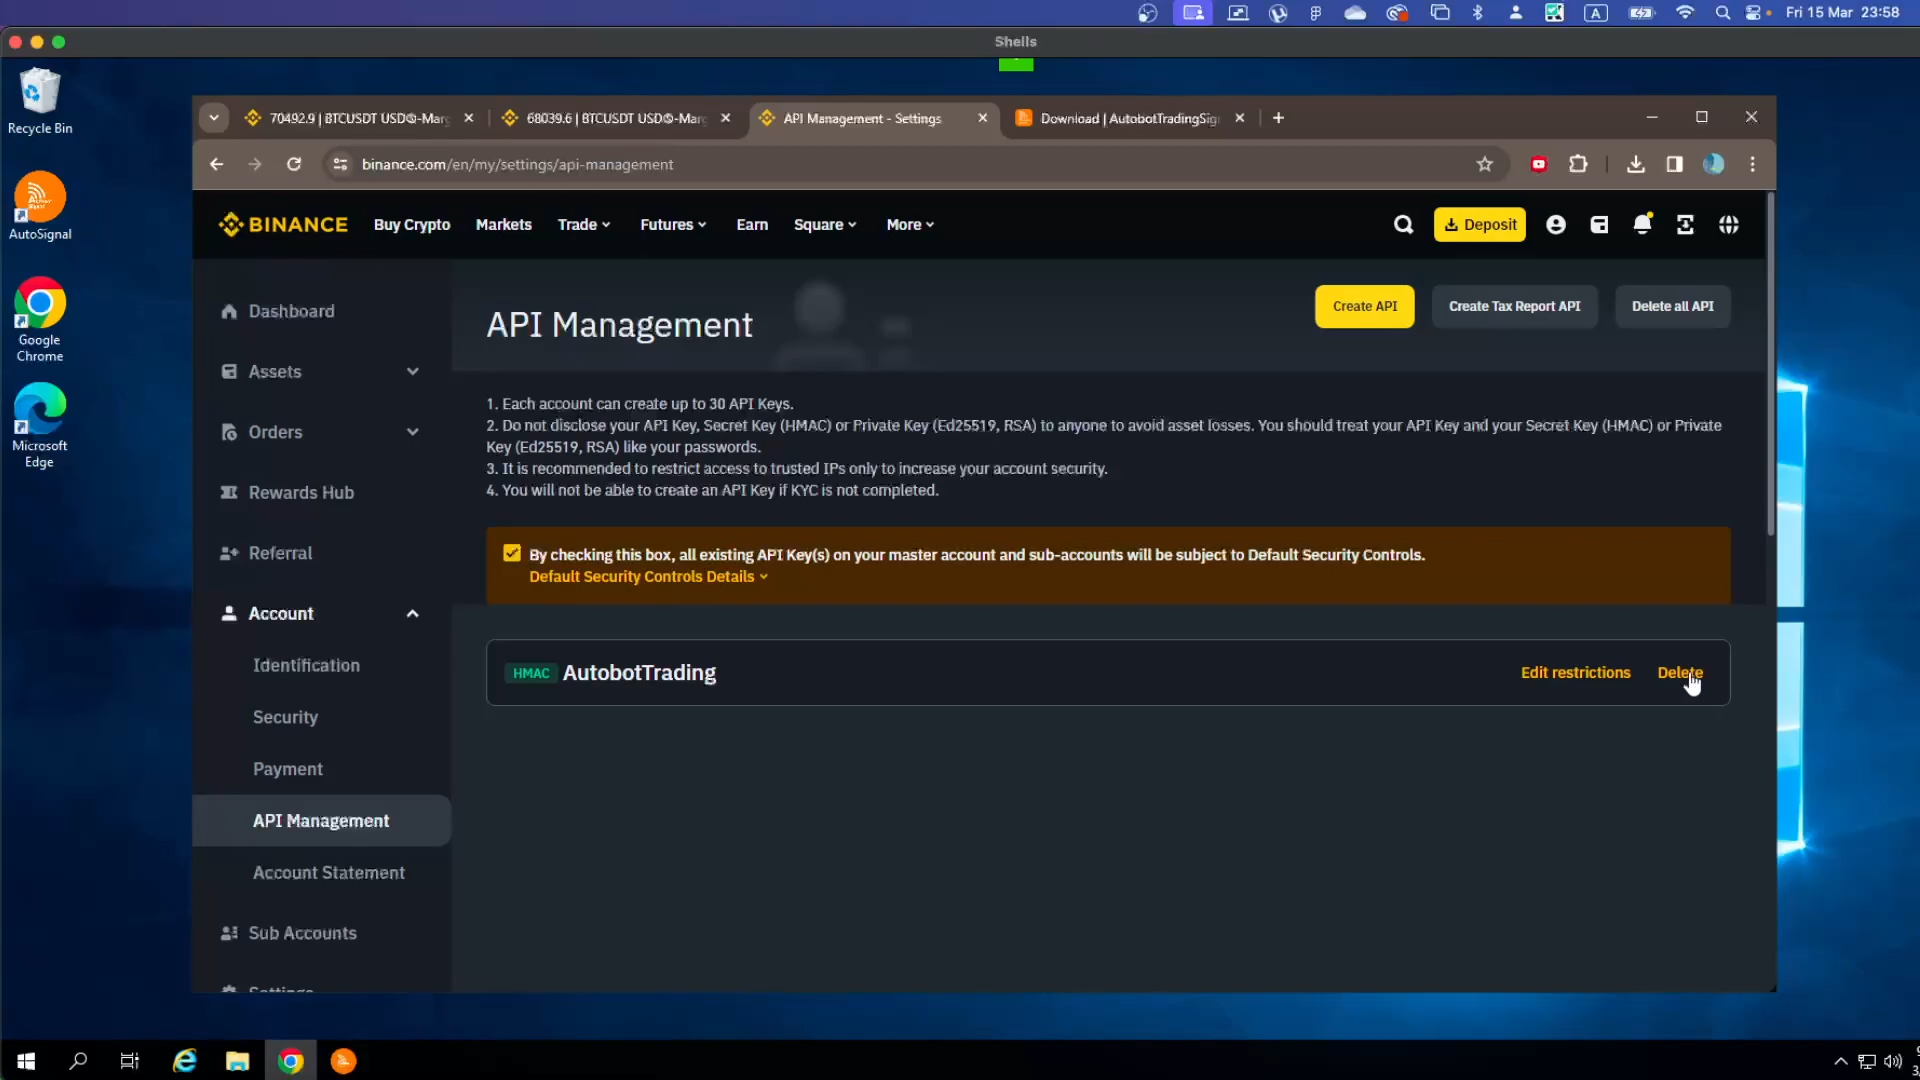 Fri 15 Mar 23:58
Shells
Recycle Bin
AutoSignal
Google
Chrome
Microsoft
Edge
70492.9 | BTCUSDT USDⓈ-Marg
68039.6 | BTCUSDT USDⓈ-Marg
API Management - Settings
Download | AutobotTradingSig
binance.com/en/my/settings/api-management
BINANCE
Buy Crypto
Markets
Trade
Futures
Earn
Square
More
Deposit
Dashboard
Assets
Orders
Rewards Hub
Referral
Account
Identification
Security
Payment
API Management
Account Statement
Sub Accounts
Settings
API Management
Create API
Create Tax Report API
Delete all API
1. Each account can create up to 30 API Keys.
2. Do not disclose your API Key, Secret Key (HMAC) or Private Key (Ed25519, RSA) to anyone to avoid asset losses. You should treat your API Key and your Secret Key (HMAC) or Private
Key (Ed25519, RSA) like your passwords.
3. It is recommended to restrict access to trusted IPs only to increase your account security.
4. You will not be able to create an API Key if KYC is not completed.
By checking this box, all existing API Key(s) on your master account and sub-accounts will be subject to Default Security Controls.
Default Security Controls Details
HMAC AutobotTrading
Edit restrictions
Delete